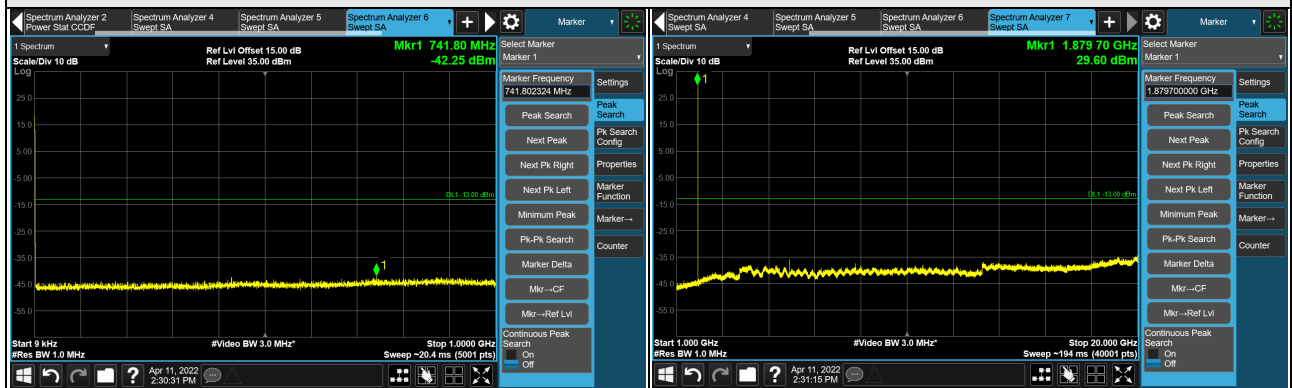 Spectrum Analyzer 2
Power Stat CCDF
Spectrum Analyzer 4
Swept SA
Spectrum Analyzer 5
Swept SA
Spectrum Analyzer 6
Swept SA
Marker
1 Spectrum
Scale/Div 10 dB
Log
Ref Lvl Offset 15.00 dB
Ref Level 35.00 dBm
Mkr1 741.80 MHz
-42.25 dBm
25.0
15.0
5.00
-5.00
-15.0
-25.0
-35.0
-45.0
-55.0
DL1 -13.00 dBm
1
Start 9 kHz
#Res BW 1.0 MHz
#Video BW 3.0 MHz*
Stop 1.0000 GHz
Sweep ~20.4 ms (5001 pts)
Select Marker
Marker 1
Marker Frequency
741.802324 MHz
Peak Search
Next Peak
Next Pk Right
Next Pk Left
Minimum Peak
Pk-Pk Search
Marker Delta
Mkr→CF
Mkr→Ref Lvl
Continuous Peak
Search
On
Off
Settings
Peak
Search
Pk Search
Config
Properties
Marker
Function
Marker→
Counter
Apr 11, 2022
2:30:31 PM
Spectrum Analyzer 4
Swept SA
Spectrum Analyzer 5
Swept SA
Spectrum Analyzer 6
Swept SA
Spectrum Analyzer 7
Swept SA
Marker
1 Spectrum
Scale/Div 10 dB
Log
Ref Lvl Offset 15.00 dB
Ref Level 35.00 dBm
Mkr1 1.879 70 GHz
29.60 dBm
1
25.0
15.0
5.00
-5.00
-15.0
-25.0
-35.0
-45.0
-55.0
DL1 -13.00 dBm
Start 1.000 GHz
#Res BW 1.0 MHz
#Video BW 3.0 MHz*
Stop 20.000 GHz
Sweep ~194 ms (40001 pts)
Select Marker
Marker 1
Marker Frequency
1.879700000 GHz
Peak Search
Next Peak
Next Pk Right
Next Pk Left
Minimum Peak
Pk-Pk Search
Marker Delta
Mkr→CF
Mkr→Ref Lvl
Continuous Peak
Search
On
Off
Settings
Peak
Search
Pk Search
Config
Properties
Marker
Function
Marker→
Counter
Apr 11, 2022
2:31:15 PM